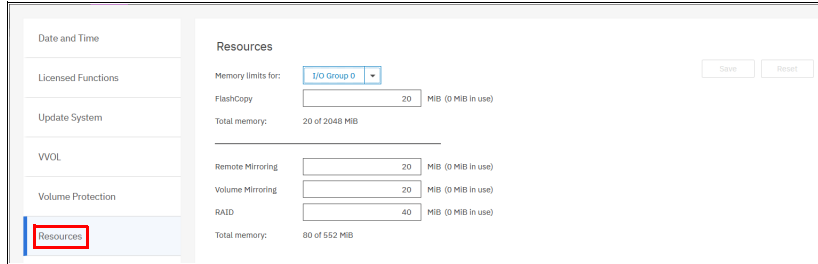 Date and Time
Licensed Functions
Update System
VVOL
Volume Protection
Resources
Resources
Save Reset
Memory limits for: I/O Group 0
FlashCopy 20 MiB (0 MiB in use)
Total memory: 20 of 2048 MiB
Remote Mirroring 20 MiB (0 MiB in use)
Volume Mirroring 20 MiB (0 MiB in use)
RAID 40 MiB (0 MiB in use)
Total memory: 80 of 552 MiB